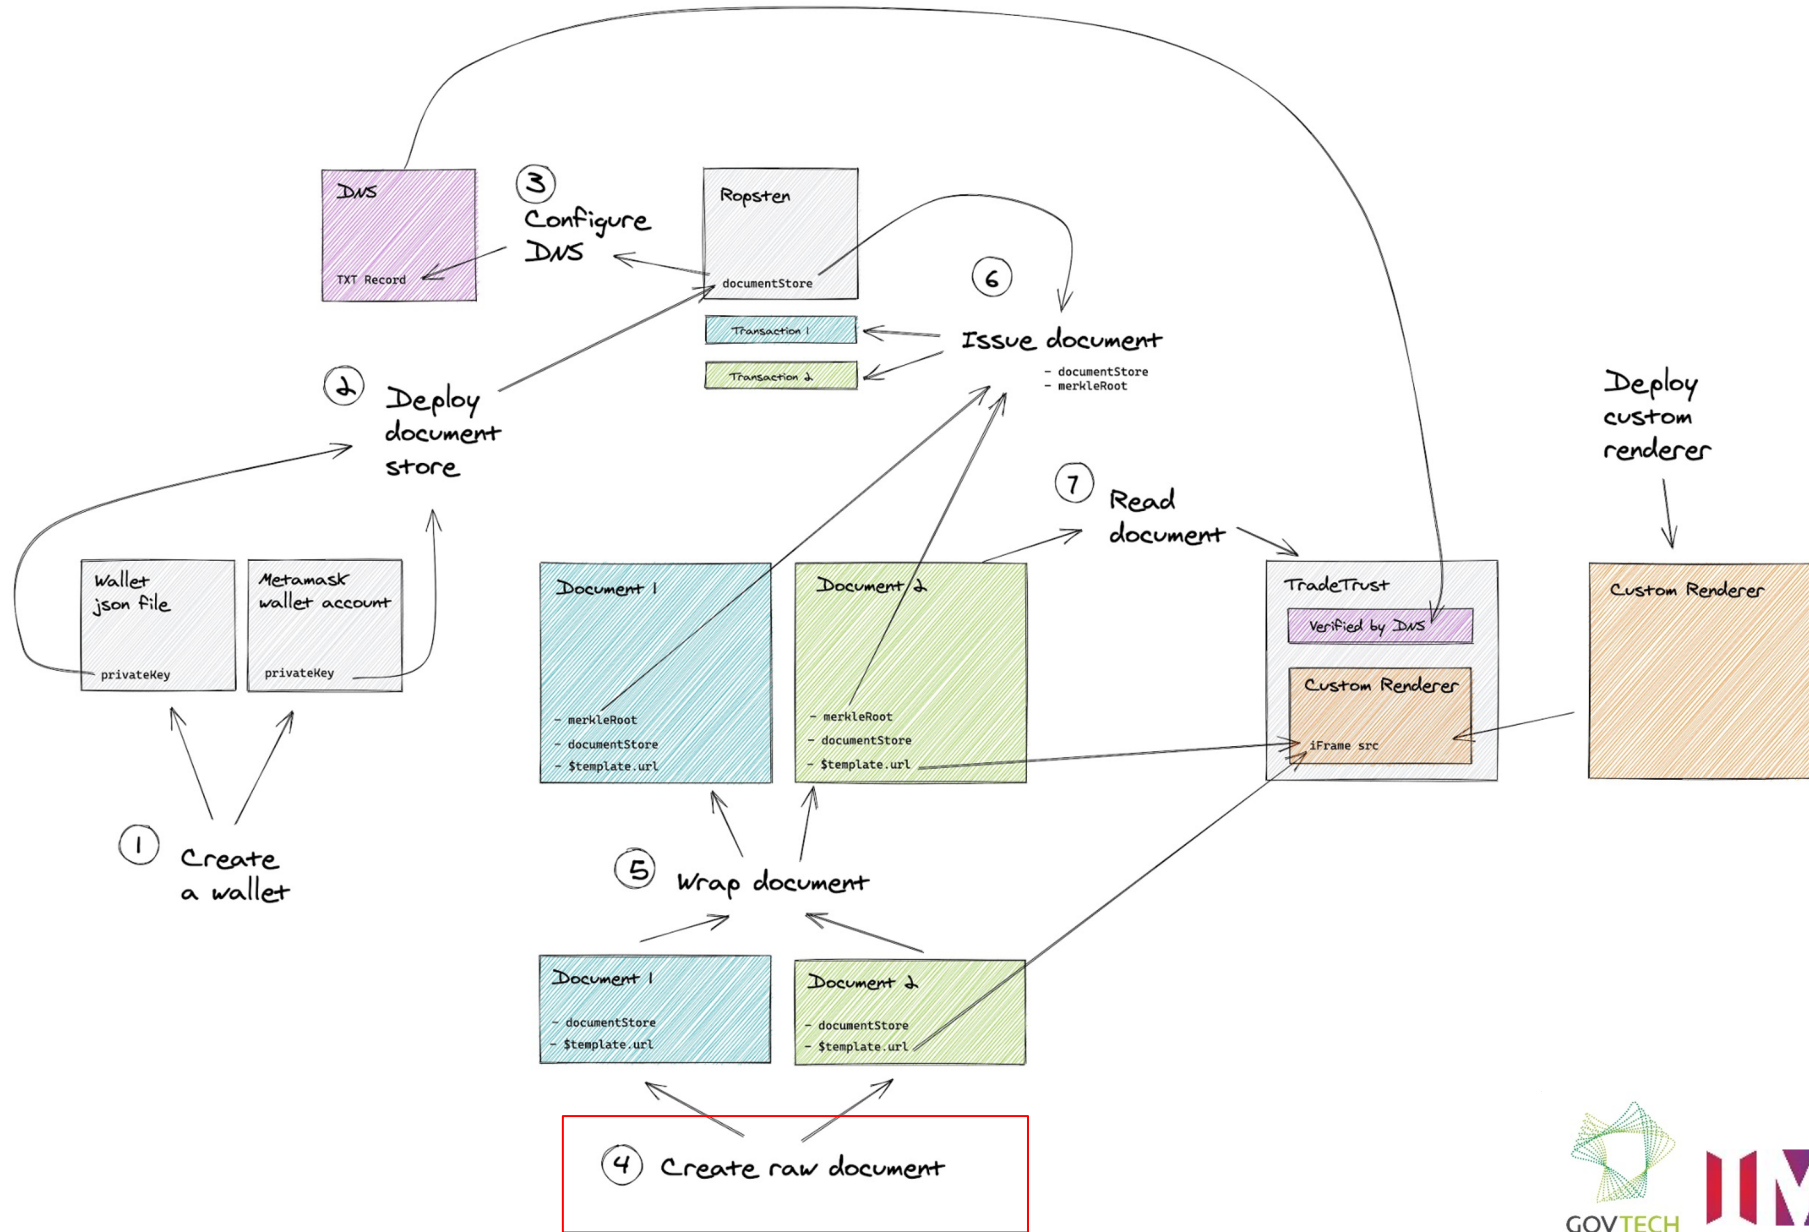 DNS
TXT Record
3
Configure
DNS
Ropsten
documentStore
Transaction 1
Transaction 2
6
Issue document
- documentStore
- merkleRoot
2
Deploy
document
store
Deploy
custom
renderer
7
Read
document
Wallet
json file
privateKey
Metamask
wallet account
privateKey
Document 1
- merkleRoot
- documentStore
- $template.url
Document 2
- merkleRoot
- documentStore
- $template.url
TradeTrust
Verified by DNS
Custom Renderer
iFrame src
Custom Renderer
1
Create
a wallet
5
Wrap document
Document 1
- documentStore
- $template.url
Document 2
- documentStore
- $template.url
4
Create raw document
GOVTECH